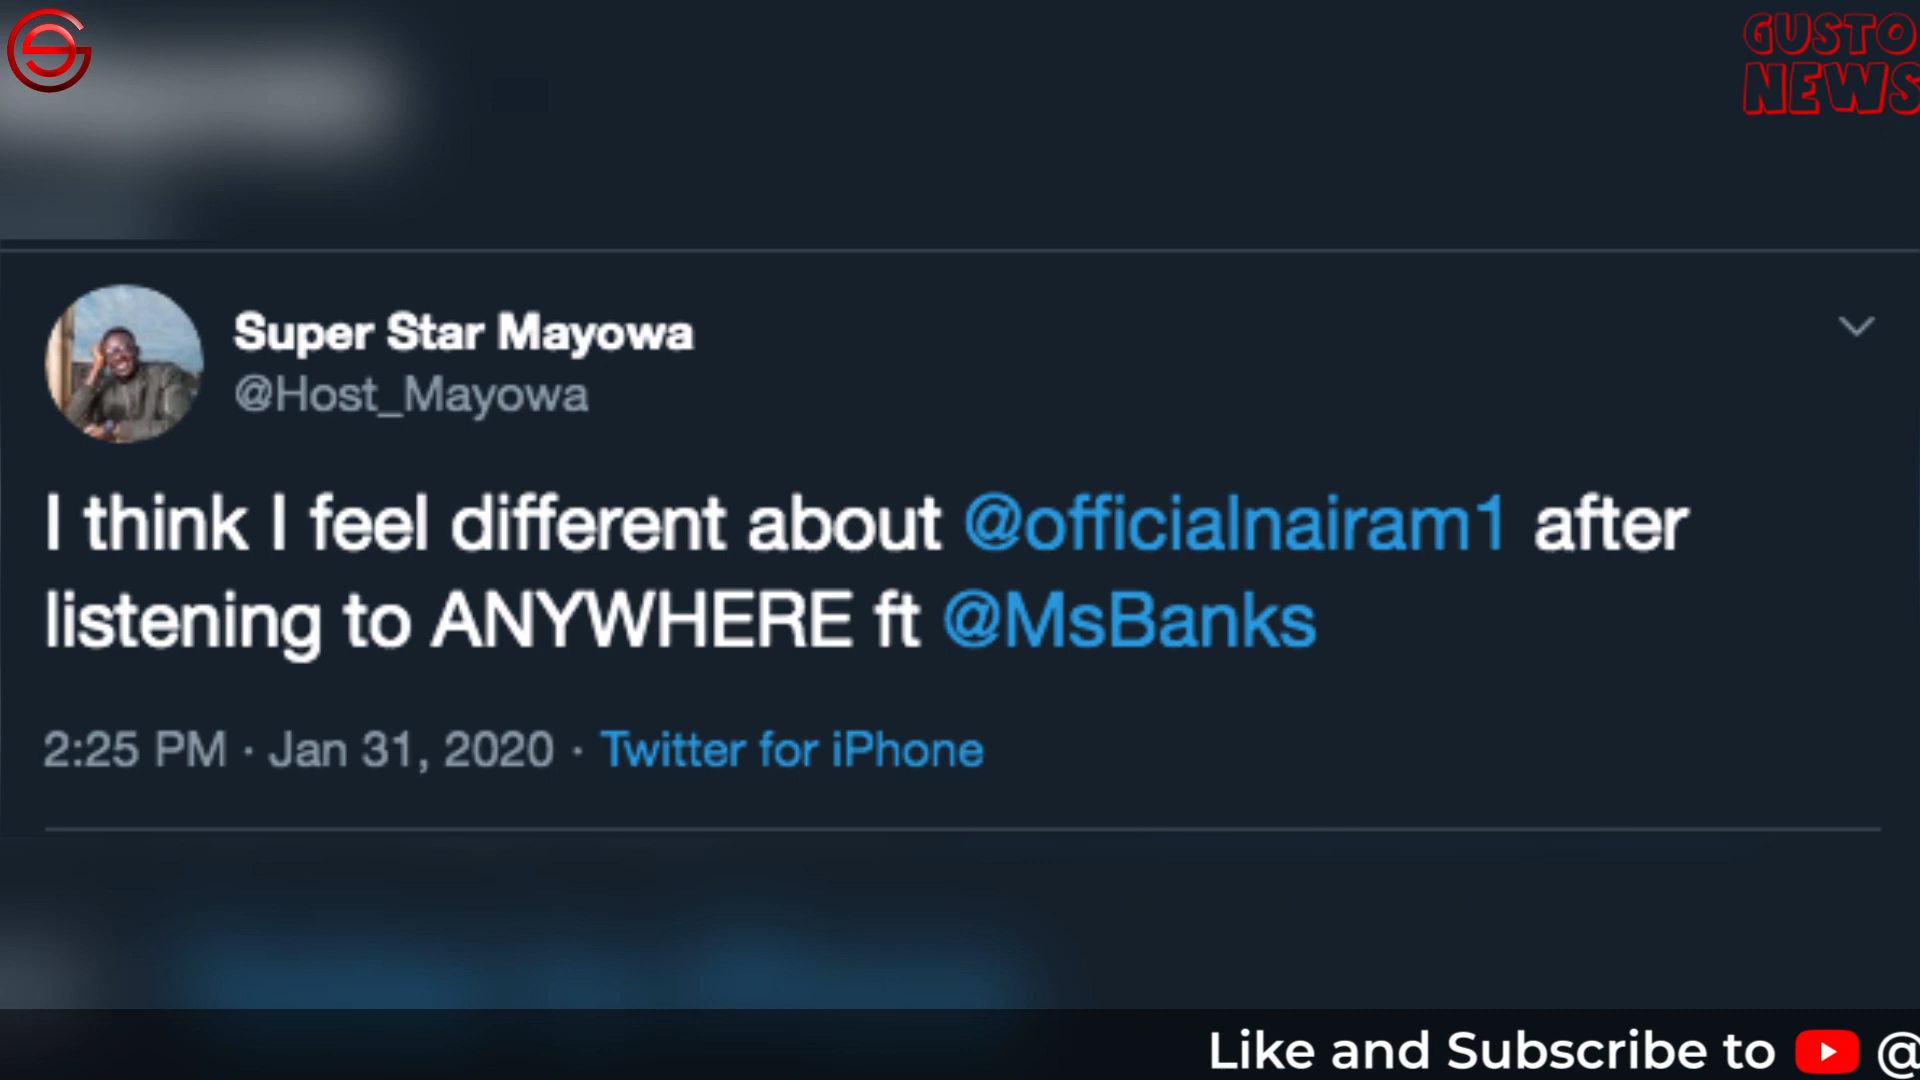 GUSTO
NEWS
Super Star Mayowa
@Host_Mayowa
I think I feel different about @officialnairam1 after
listening to ANYWHERE ft @MsBanks
2:25 PM · Jan 31, 2020 · Twitter for iPhone
Like and Subscribe to @